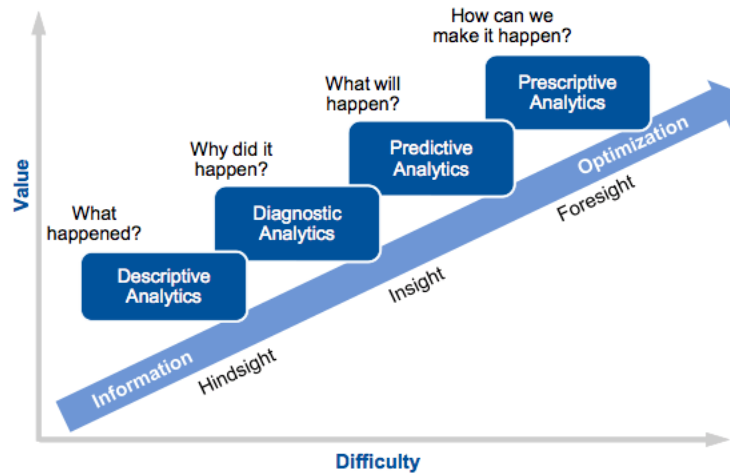 How can we
make it happen?
Prescriptive
Analytics
What will
happen?
Predictive
Analytics
Why did it
happen?
Diagnostic
Analytics
What
happened?
Descriptive
Analytics
Value
Information
Hindsight
Insight
Foresight
Optimization
Difficulty